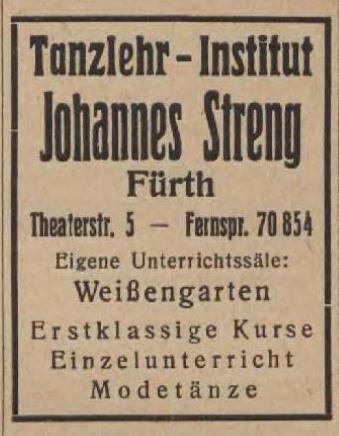 Tanzlehr - Institut
Johannes Streng
Fürth
Theaterstr. 5 — Fernspr. 70 854
Eigene Unterrichtssäle:
Weißengarten
Erstklassige Kurse
Einzelunterricht
Modetänze